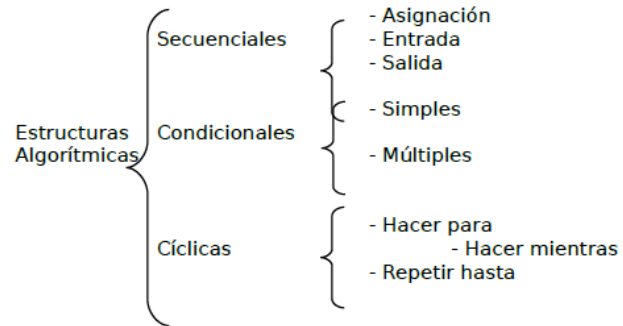 Estructuras
Algorítmicas
Secuenciales
- Asignación
- Entrada
- Salida
Condicionales
- Simples
- Múltiples
Cíclicas
- Hacer para
- Hacer mientras
- Repetir hasta